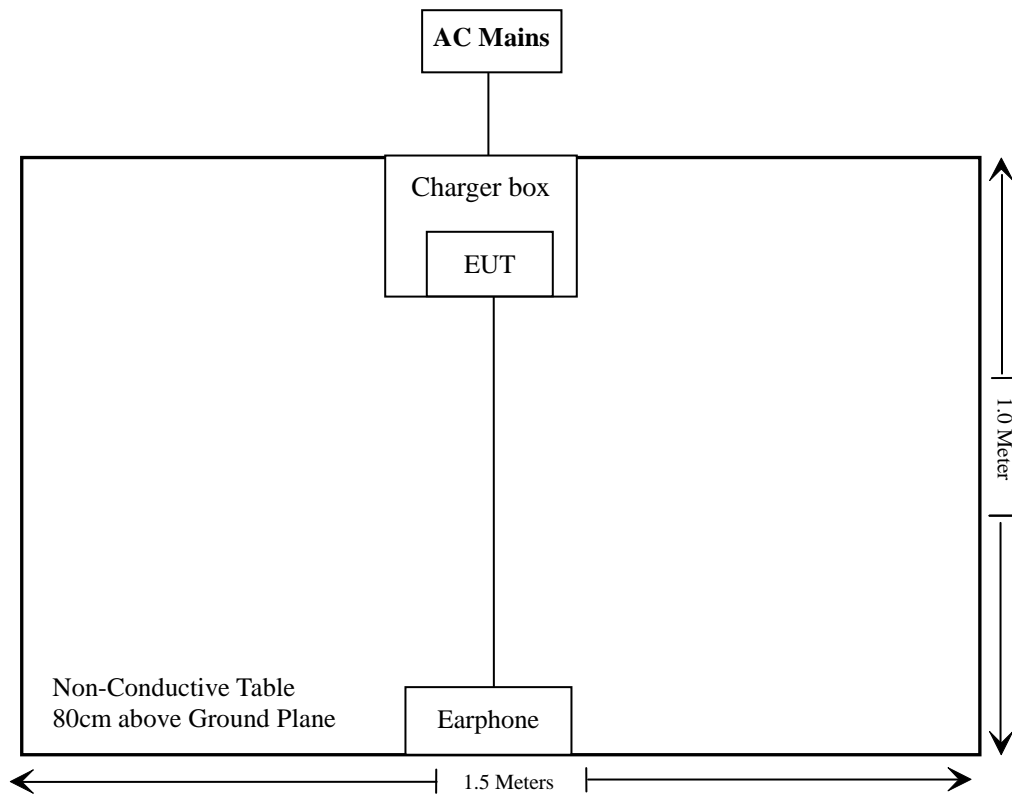 AC Mains
Charger box
EUT
1.0 Meter
Non-Conductive Table
80cm above Ground Plane
Earphone
1.5 Meters